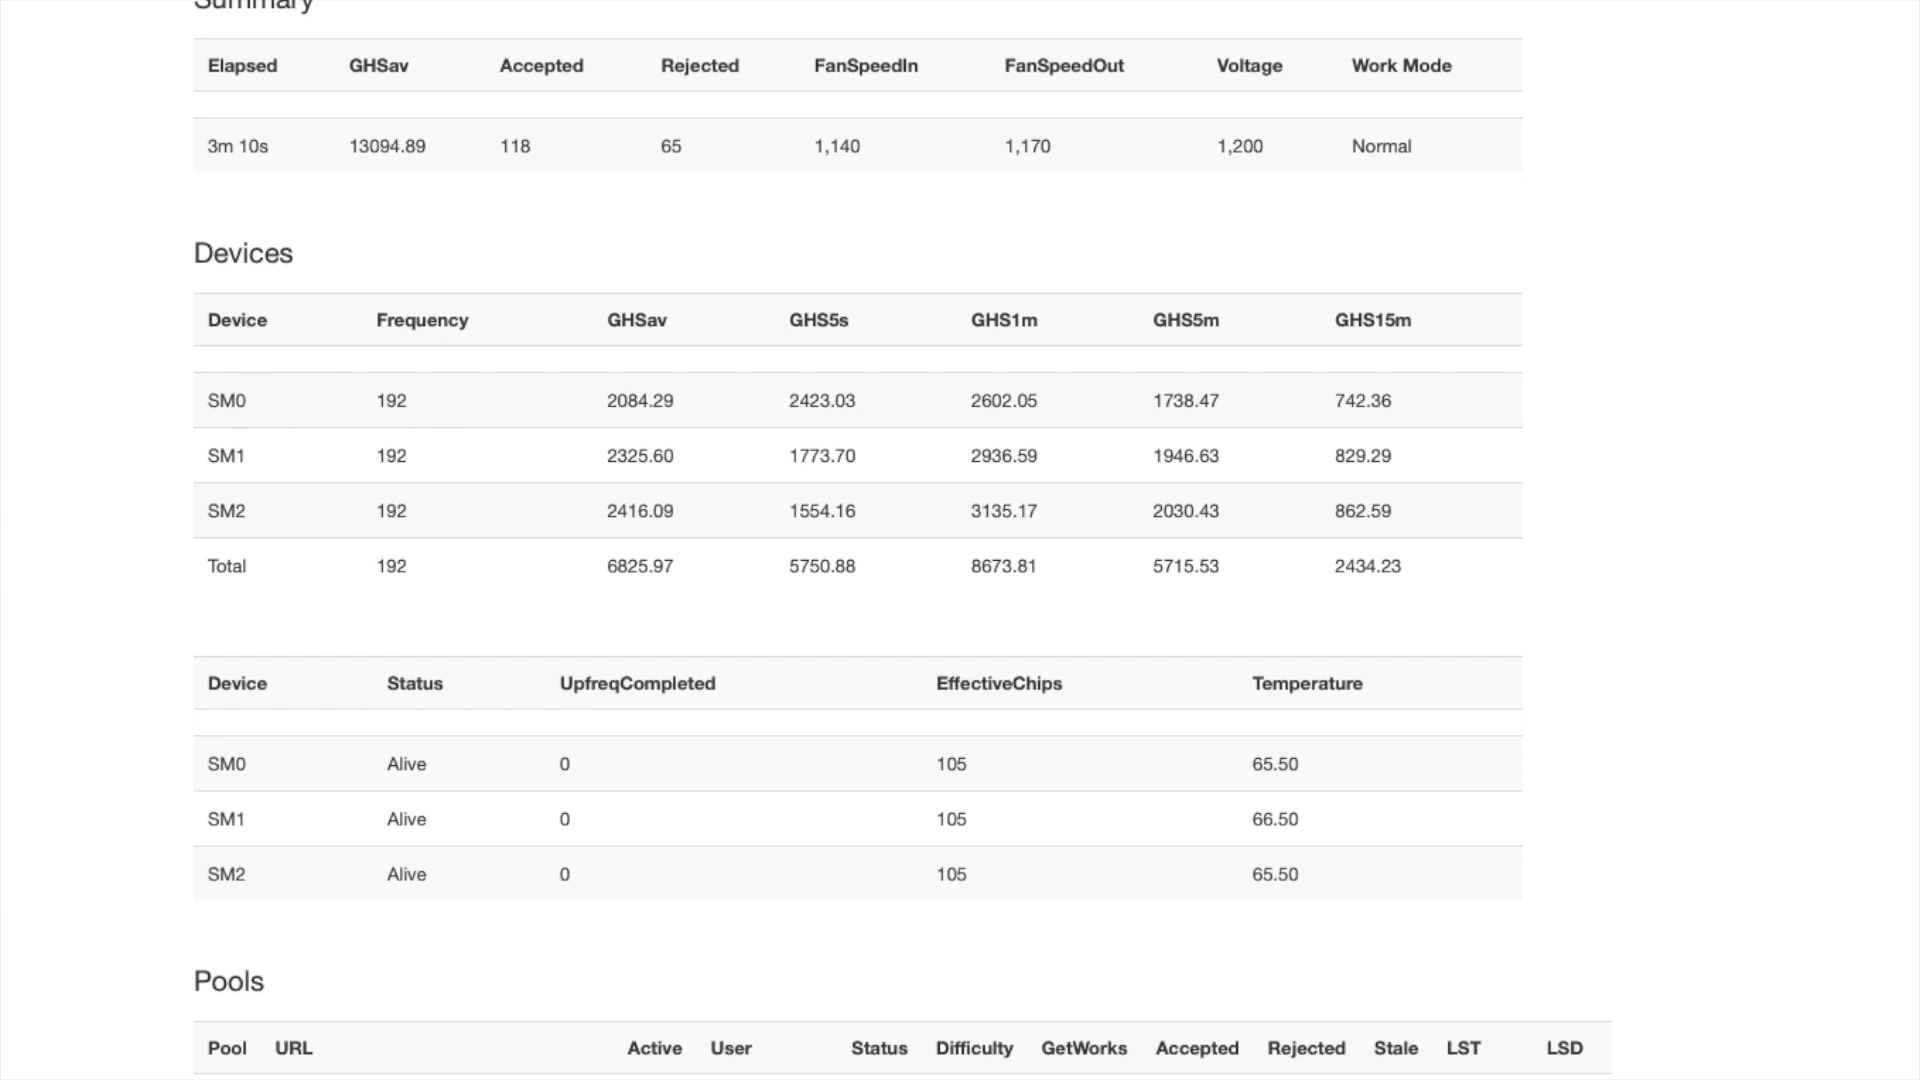 Summary
Elapsed GHSav Accepted Rejected FanSpeedIn FanSpeedOut Voltage Work Mode
3m 10s 13094.89 118 65 1,140 1,170 1,200 Normal
Devices
Device Frequency GHSav GHS5s GHS1m GHS5m GHS15m
SM0 192 2084.29 2423.03 2602.05 1738.47 742.36
SM1 192 2325.60 1773.70 2936.59 1946.63 829.29
SM2 192 2416.09 1554.16 3135.17 2030.43 862.59
Total 192 6825.97 5750.88 8673.81 5715.53 2434.23
Device Status UpfreqCompleted EffectiveChips Temperature
SM0 Alive 0 105 65.50
SM1 Alive 0 105 66.50
SM2 Alive 0 105 65.50
Pools
Pool URL Active User Status Difficulty GetWorks Accepted Rejected Stale LST LSD